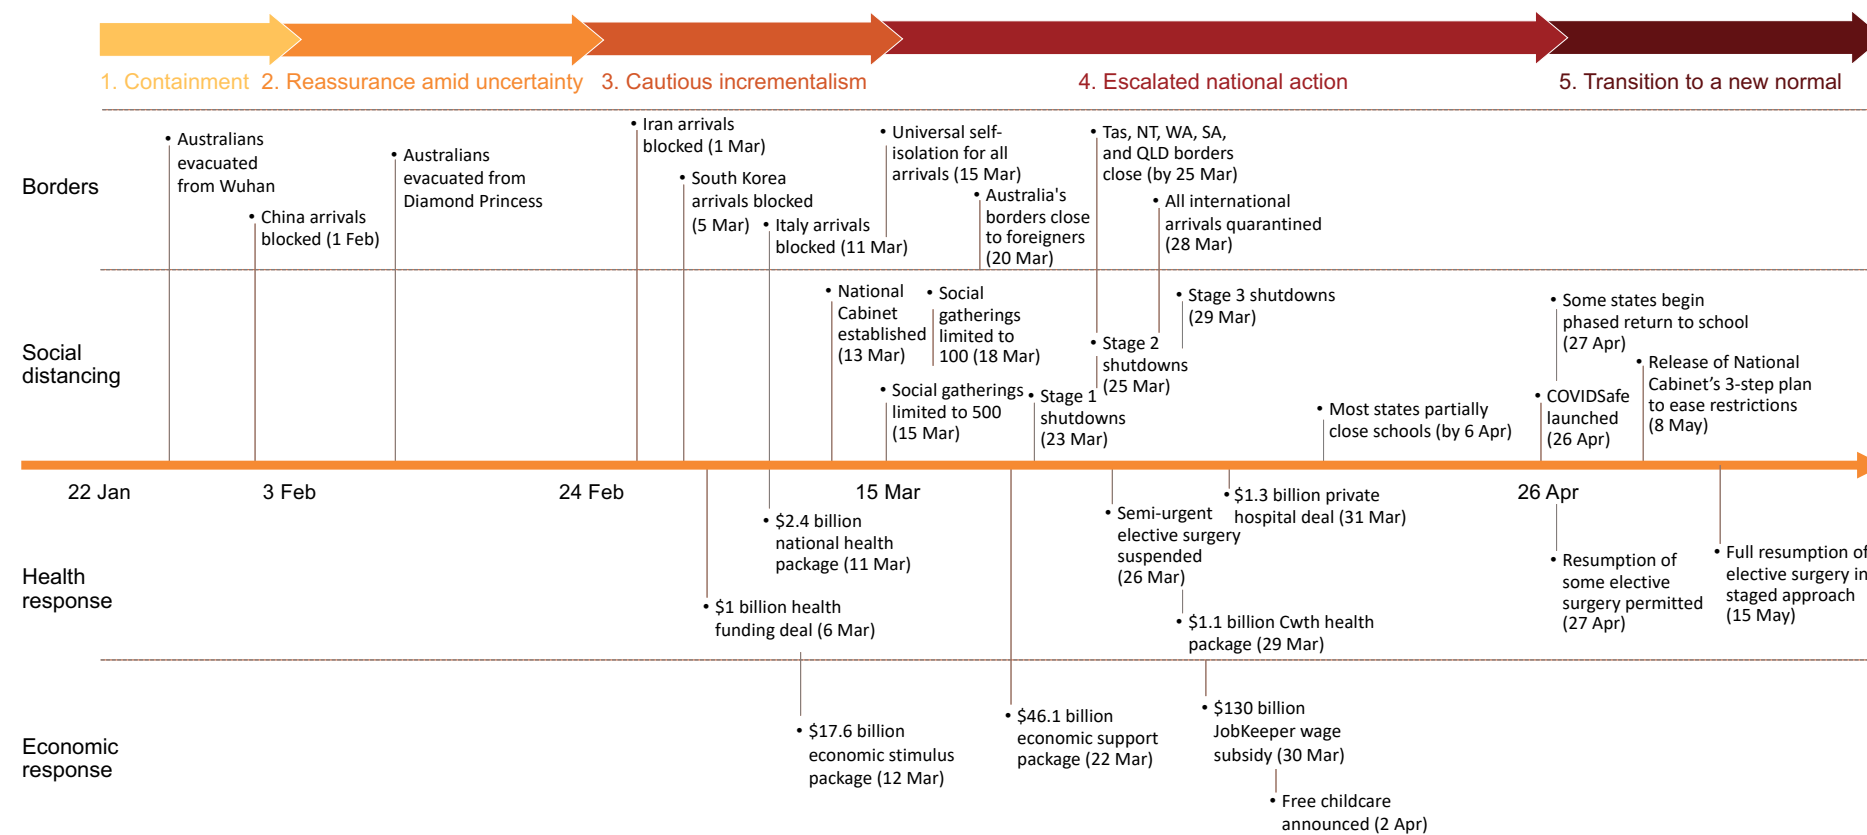 1. Containment
2. Reassurance amid uncertainty
3. Cautious incrementalism
4. Escalated national action
5. Transition to a new normal
Borders
• Australians
evacuated
from Wuhan
• China arrivals
blocked (1 Feb)
• Australians
evacuated from
Diamond Princess
• Iran arrivals
blocked (1 Mar)
• South Korea
arrivals blocked
(5 Mar)
• Italy arrivals
blocked (11 Mar)
• Universal self-
isolation for all
arrivals (15 Mar)
• Australia's
borders close
to foreigners
(20 Mar)
• Tas, NT, WA, SA,
and QLD borders
close (by 25 Mar)
• All international
arrivals quarantined
(28 Mar)
Social
distancing
• National
Cabinet
established
(13 Mar)
• Social gatherings
limited to 500
(15 Mar)
• Social
gatherings
limited to
100 (18 Mar)
• Stage 1
shutdowns
(23 Mar)
• Stage 2
shutdowns
(25 Mar)
• Stage 3 shutdowns
(29 Mar)
• Most states partially
close schools (by 6 Apr)
• Some states begin
phased return to school
(27 Apr)
• COVIDSafe
launched
(26 Apr)
• Release of National
Cabinet’s 3-step plan
to ease restrictions
(8 May)
22 Jan
3 Feb
24 Feb
15 Mar
26 Apr
Health
response
• $2.4 billion
national health
package (11 Mar)
• $1 billion health
funding deal (6 Mar)
• Semi-urgent
elective surgery
suspended
(26 Mar)
• $1.3 billion private
hospital deal (31 Mar)
• $1.1 billion Cwth health
package (29 Mar)
• Resumption of
some elective
surgery permitted
(27 Apr)
• Full resumption of
elective surgery in
staged approach
(15 May)
Economic
response
• $17.6 billion
economic stimulus
package (12 Mar)
• $46.1 billion
economic support
package (22 Mar)
• $130 billion
JobKeeper wage
subsidy (30 Mar)
• Free childcare
announced (2 Apr)